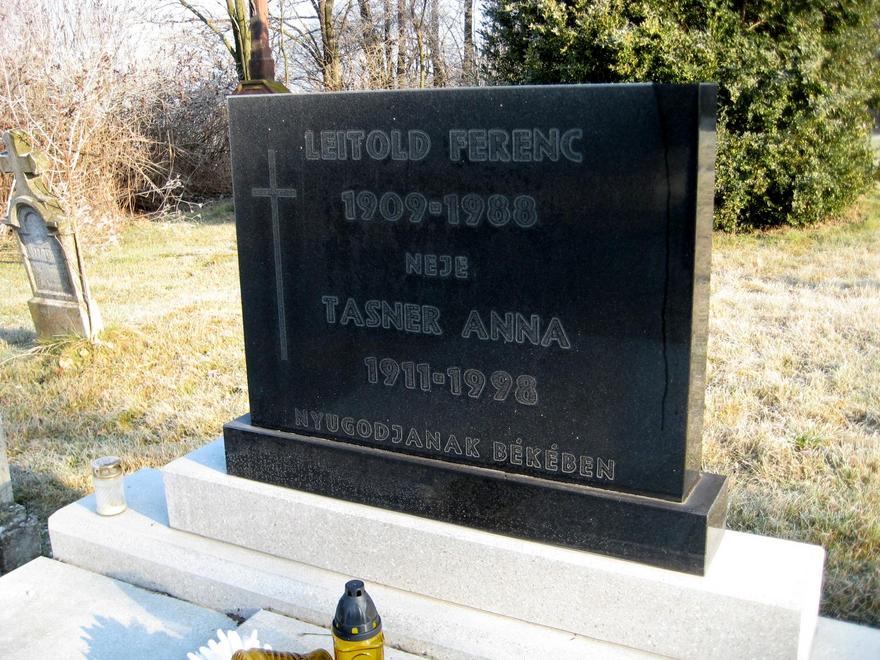 LEITOLD FERENC
1909-1988
NEJE
TASNER ANNA
1911-1998
NYUGODJANAK BÉKÉBEN